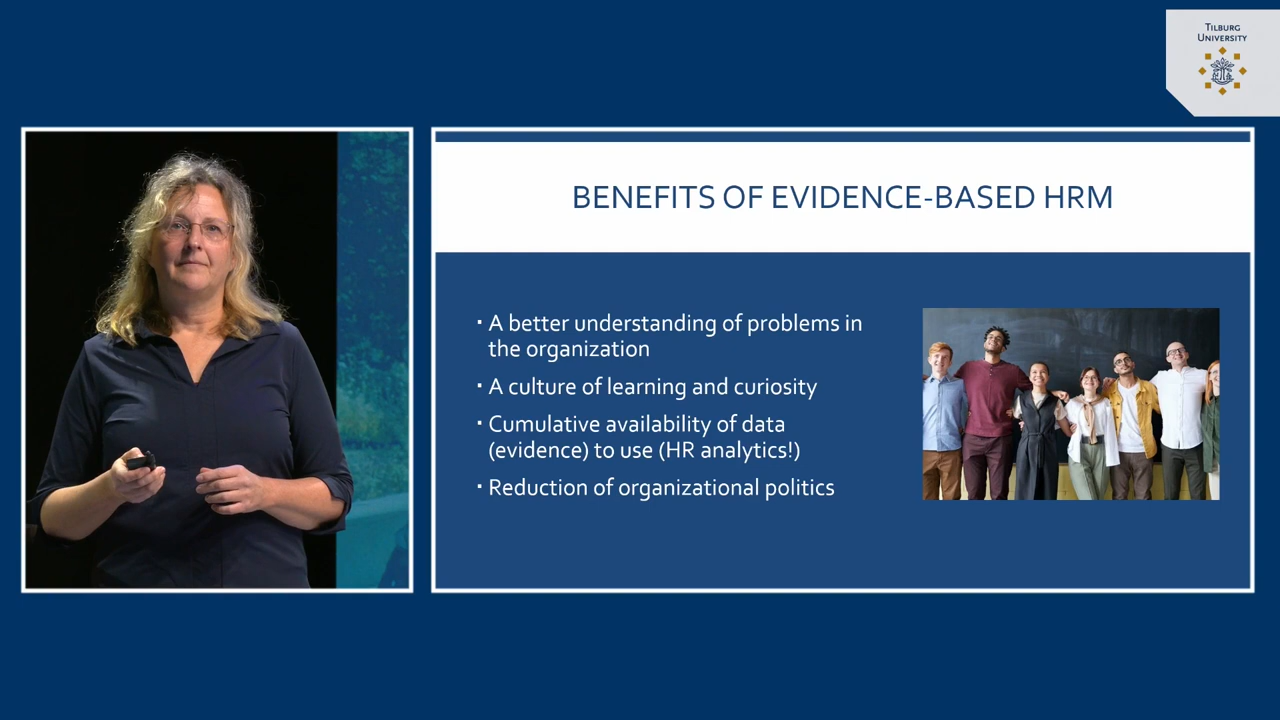 TILBURG
UNIVERSITY
BENEFITS OF EVIDENCE-BASED HRM
▪ A better understanding of problems in
the organization
▪ A culture of learning and curiosity
▪ Cumulative availability of data
(evidence) to use (HR analytics!)
▪ Reduction of organizational politics